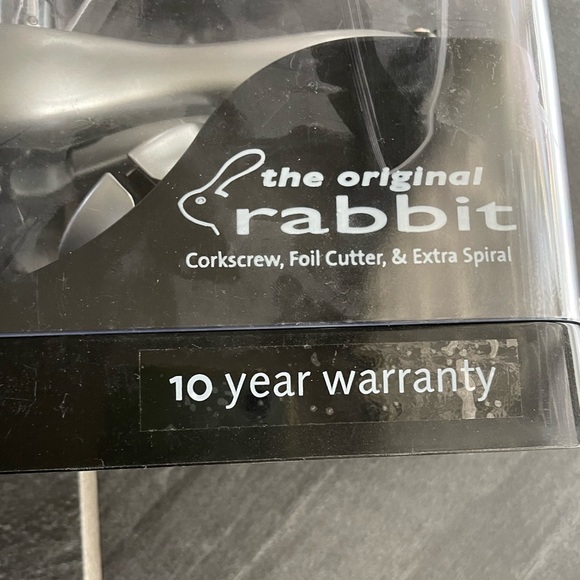 the original
rabbit
Corkscrew, Foil Cutter, & Extra Spiral
10 year warranty